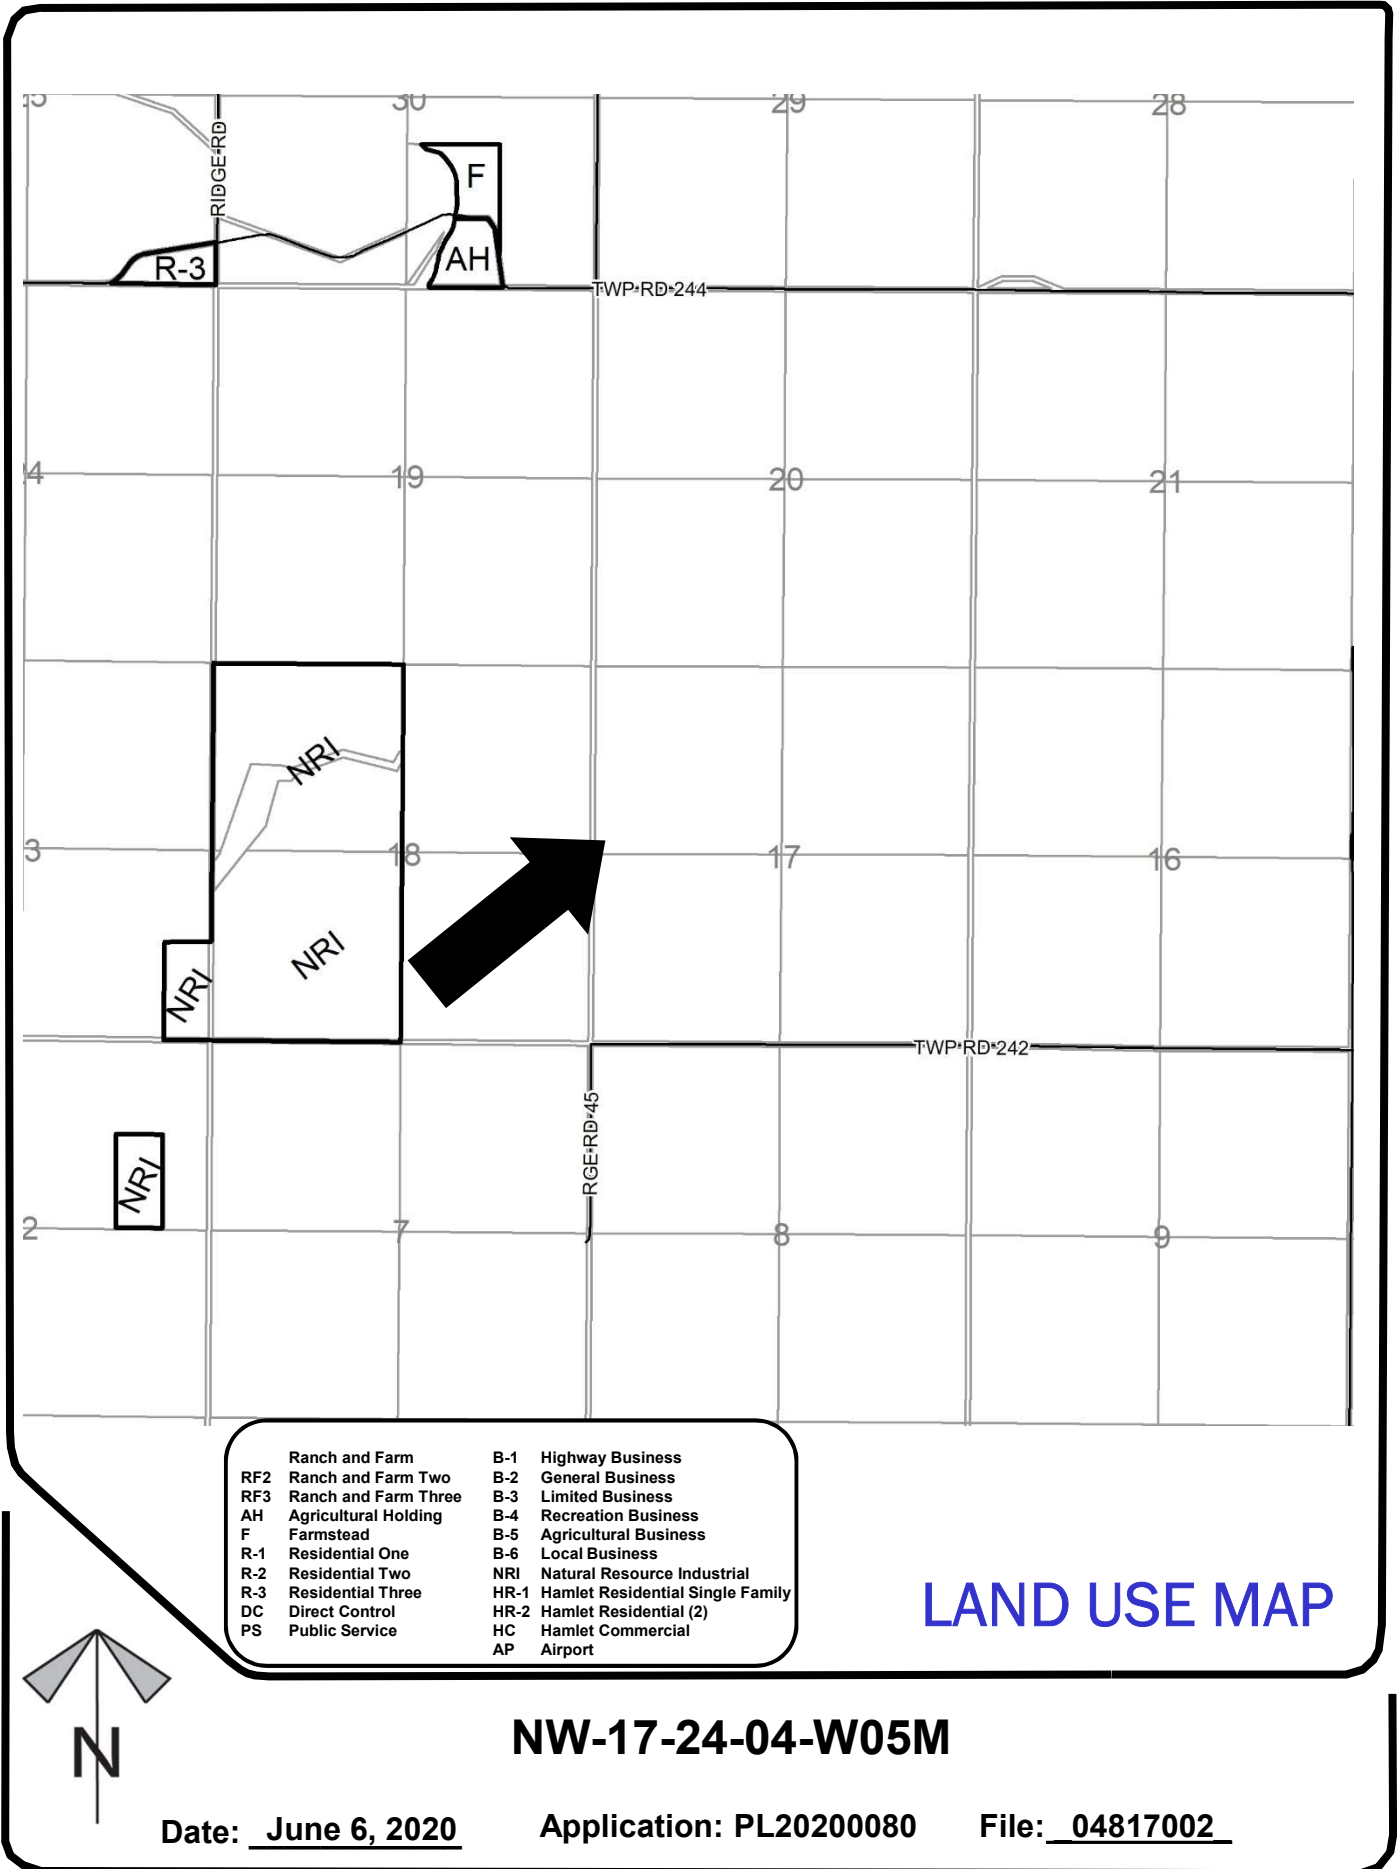 30
29
28
RIDGE RD
F
AH
R-3
TWP RD 244
4
19
20
21
NRI
3
18
17
16
NRI
NRI
TWP RD 242
RGE RD 45
NRI
2
7
8
9
Ranch and Farm
RF2 Ranch and Farm Two
RF3 Ranch and Farm Three
AH Agricultural Holding
F Farmstead
R-1 Residential One
R-2 Residential Two
R-3 Residential Three
DC Direct Control
PS Public Service
B-1 Highway Business
B-2 General Business
B-3 Limited Business
B-4 Recreation Business
B-5 Agricultural Business
B-6 Local Business
NRI Natural Resource Industrial
HR-1 Hamlet Residential Single Family
HR-2 Hamlet Residential (2)
HC Hamlet Commercial
AP Airport
LAND USE MAP
N
NW-17-24-04-W05M
Date: June 6, 2020 Application: PL20200080 File: 04817002